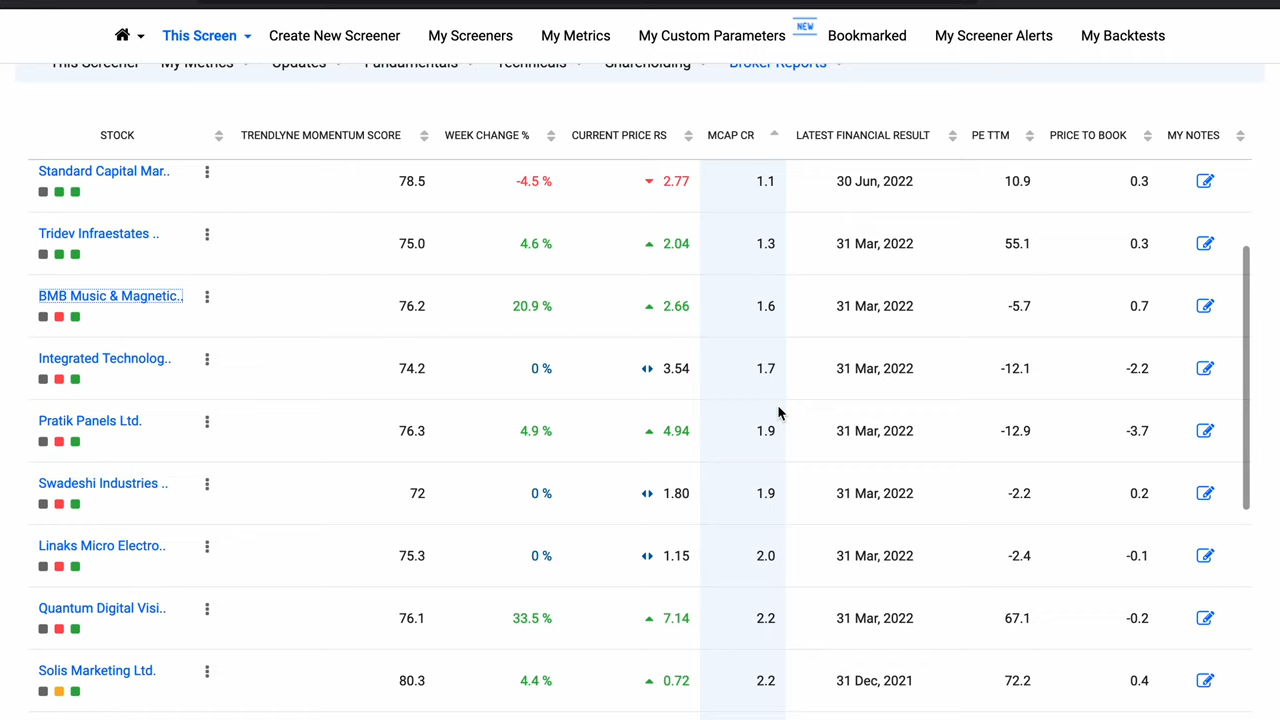 This Screen
Create New Screener
My Screeners
My Metrics
My Custom Parameters
NEW
Bookmarked
My Screener Alerts
My Backtests
This Screener My Metrics Updates Fundamentals Technicals Shareholding Broker Reports
STOCK TRENDLYNE MOMENTUM SCORE WEEK CHANGE % CURRENT PRICE RS MCAP CR LATEST FINANCIAL RESULT PE TTM PRICE TO BOOK MY NOTES
Standard Capital Mar.. 78.5 -4.5 % 2.77 1.1 30 Jun, 2022 10.9 0.3
Tridev Infraestates .. 75.0 4.6 % 2.04 1.3 31 Mar, 2022 55.1 0.3
BMB Music & Magnetic.. 76.2 20.9 % 2.66 1.6 31 Mar, 2022 -5.7 0.7
Integrated Technolog.. 74.2 0 % 3.54 1.7 31 Mar, 2022 -12.1 -2.2
Pratik Panels Ltd. 76.3 4.9 % 4.94 1.9 31 Mar, 2022 -12.9 -3.7
Swadeshi Industries .. 72 0 % 1.80 1.9 31 Mar, 2022 -2.2 0.2
Linaks Micro Electro.. 75.3 0 % 1.15 2.0 31 Mar, 2022 -2.4 -0.1
Quantum Digital Visi.. 76.1 33.5 % 7.14 2.2 31 Mar, 2022 67.1 -0.2
Solis Marketing Ltd. 80.3 4.4 % 0.72 2.2 31 Dec, 2021 72.2 0.4